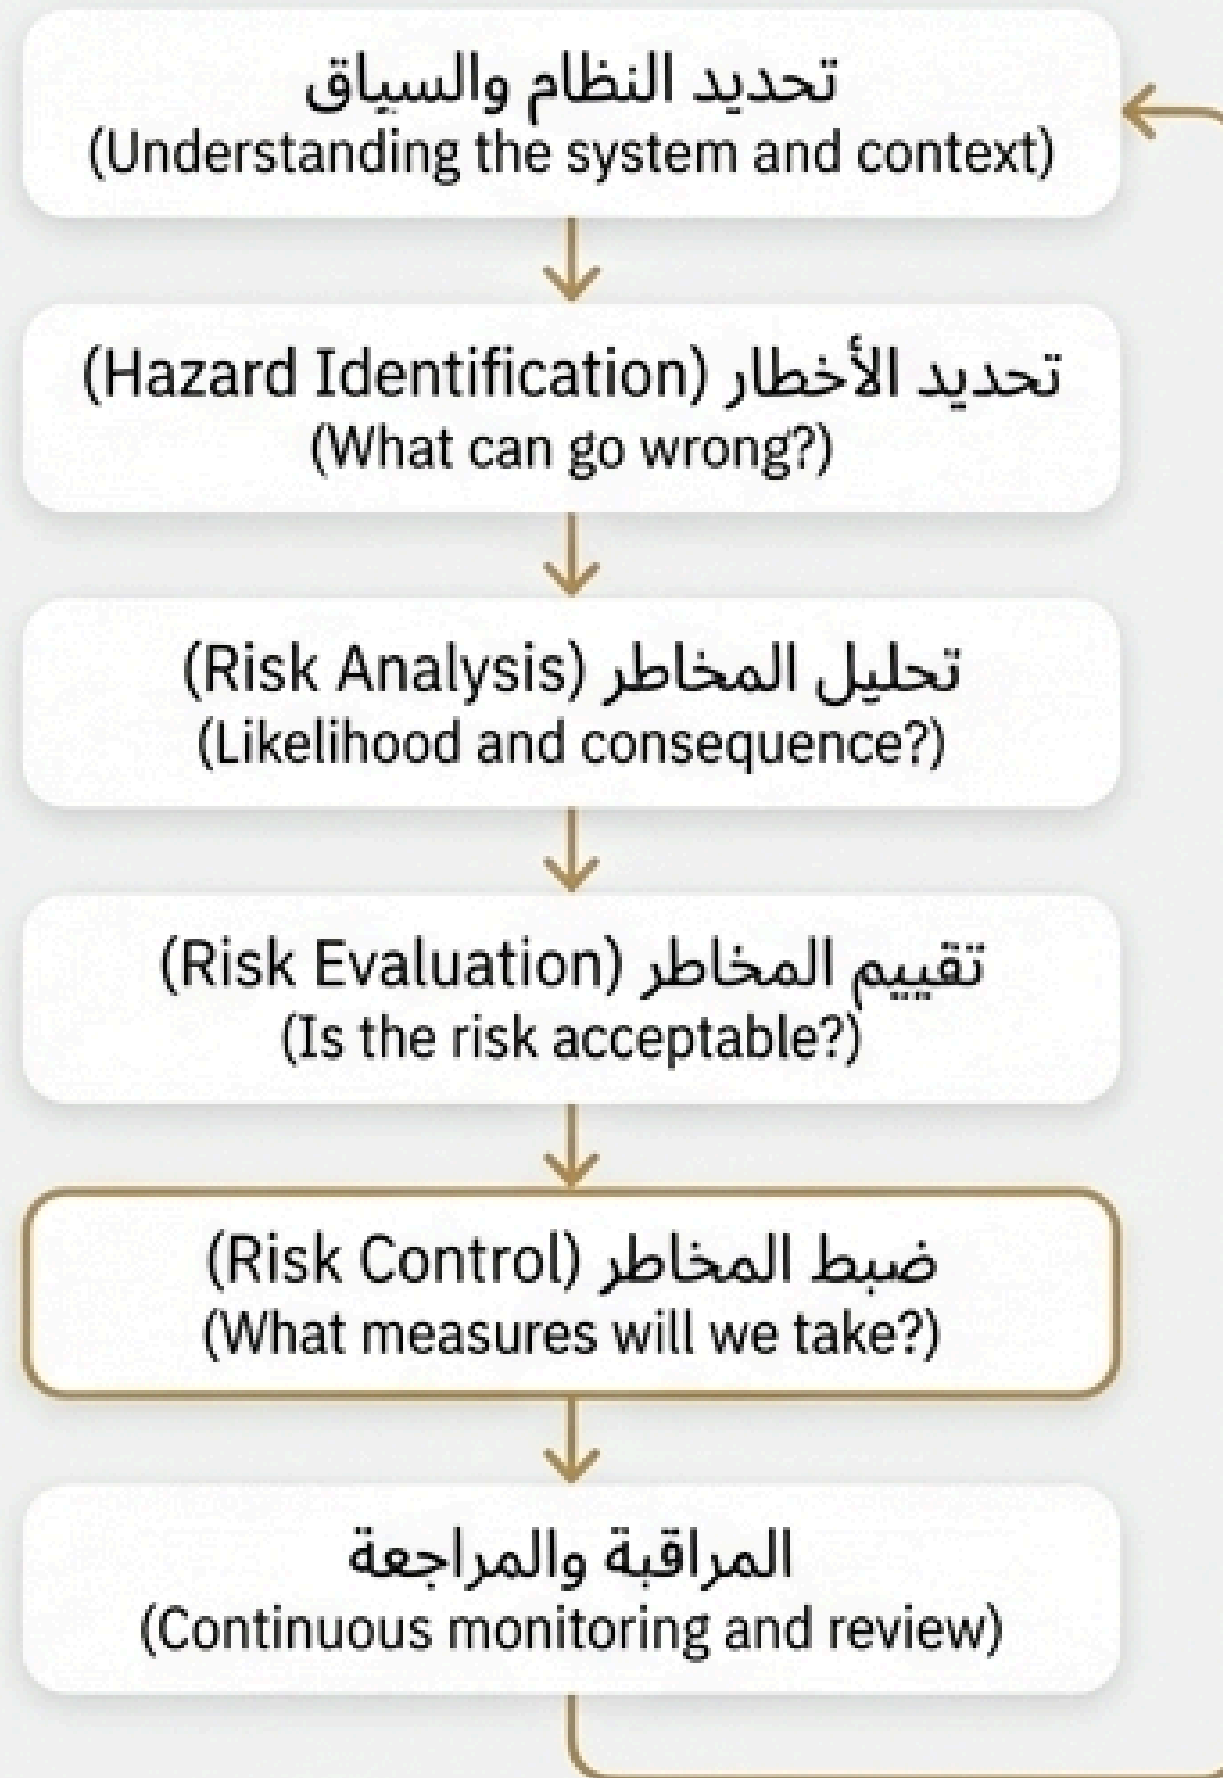 تحديد النظام والسياق
(Understanding the system and context)
تحديد الأخطار (Hazard Identification)
(What can go wrong?)
تحليل المخاطر (Risk Analysis)
(Likelihood and consequence?)
تقييم المخاطر (Risk Evaluation)
(Is the risk acceptable?)
ضبط المخاطر (Risk Control)
(What measures will we take?)
المراقبة والمراجعة
(Continuous monitoring and review)